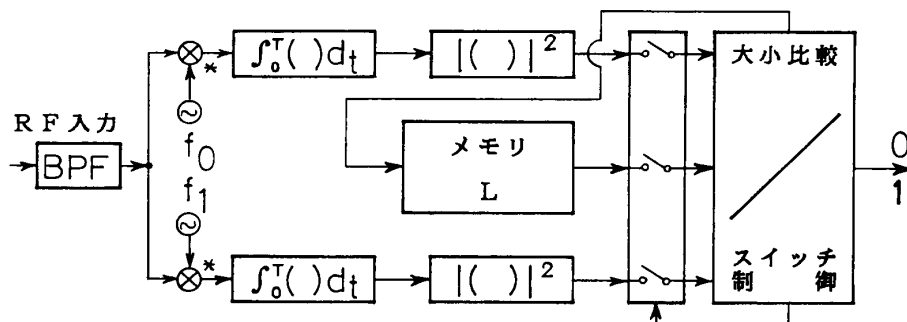 ∫₀ᵀ( )dt
|( )|²
大小比較
*
RF入力
BPF
f₀
f₁
メモリ
L
0
1
*
∫₀ᵀ( )dt
|( )|²
スイッチ
制御